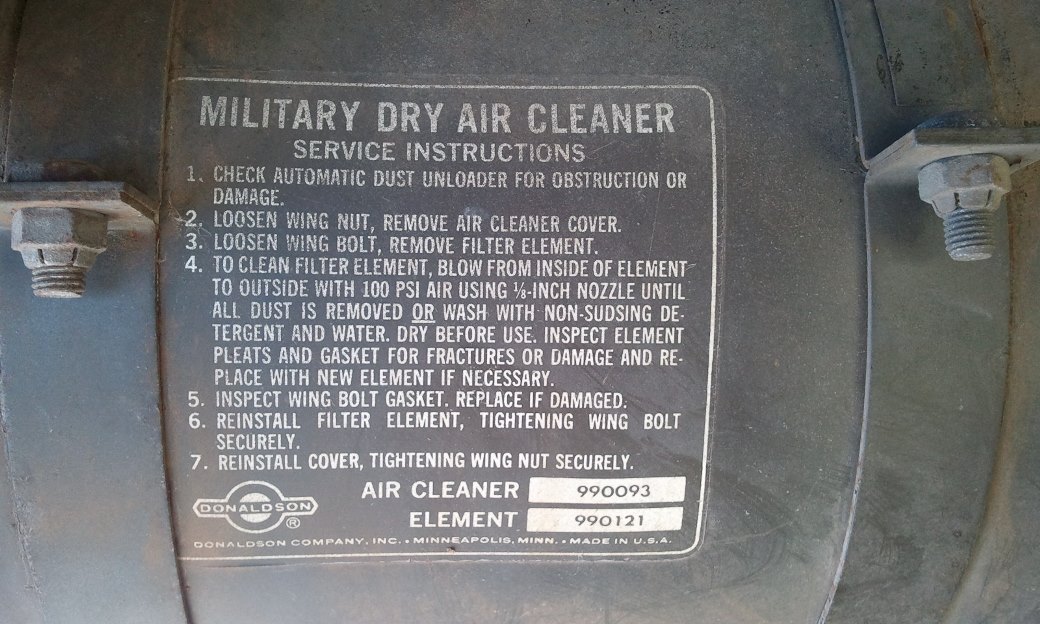 MILITARY DRY AIR CLEANER
SERVICE INSTRUCTIONS
1. CHECK AUTOMATIC DUST UNLOADER FOR OBSTRUCTION OR
DAMAGE.
2. LOOSEN WING NUT, REMOVE AIR CLEANER COVER.
3. LOOSEN WING BOLT, REMOVE FILTER ELEMENT.
4. TO CLEAN FILTER ELEMENT, BLOW FROM INSIDE OF ELEMENT
TO OUTSIDE WITH 100 PSI AIR USING ⅛-INCH NOZZLE UNTIL
ALL DUST IS REMOVED OR WASH WITH NON-SUDSING DE-
TERGENT AND WATER. DRY BEFORE USE. INSPECT ELEMENT
PLEATS AND GASKET FOR FRACTURES OR DAMAGE AND RE-
PLACE WITH NEW ELEMENT IF NECESSARY.
5. INSPECT WING BOLT GASKET. REPLACE IF DAMAGED.
6. REINSTALL FILTER ELEMENT, TIGHTENING WING BOLT
SECURELY.
7. REINSTALL COVER, TIGHTENING WING NUT SECURELY.
AIR CLEANER 990093
DONALDSON ®
ELEMENT 990121
DONALDSON COMPANY, INC. • MINNEAPOLIS, MINN. • MADE IN U.S.A.